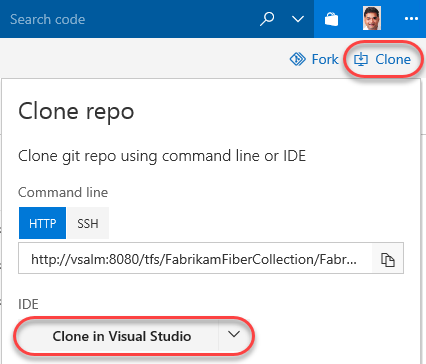 Search code
Fork Clone
Clone repo
Clone git repo using command line or IDE
Command line
HTTP SSH
http://vsalm:8080/tfs/FabrikamFiberCollection/Fabr...
IDE
Clone in Visual Studio